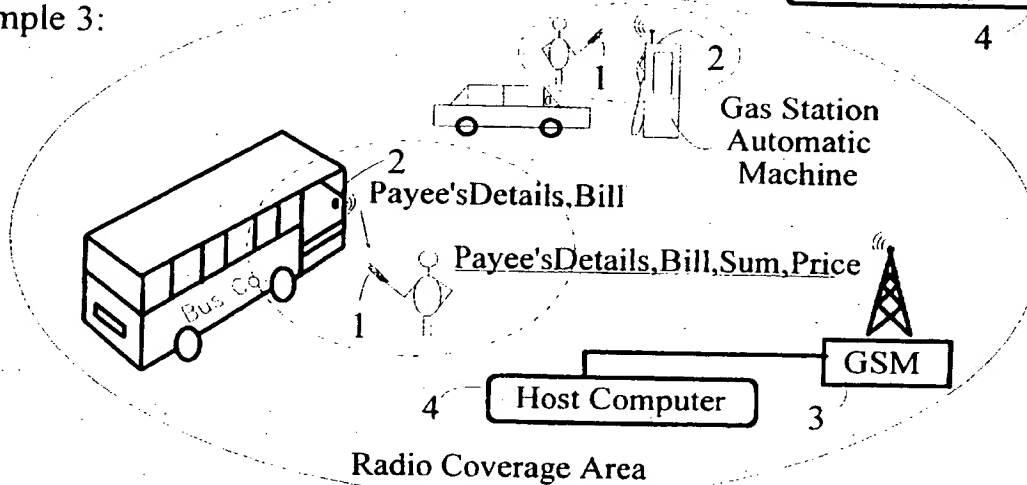 mple 3:
4
1
2
Gas Station
Automatic
Machine
2
Payee'sDetails,Bill
Payee'sDetails,Bill,Sum,Price
Bus Co
1
GSM
4
Host Computer
3
Radio Coverage Area